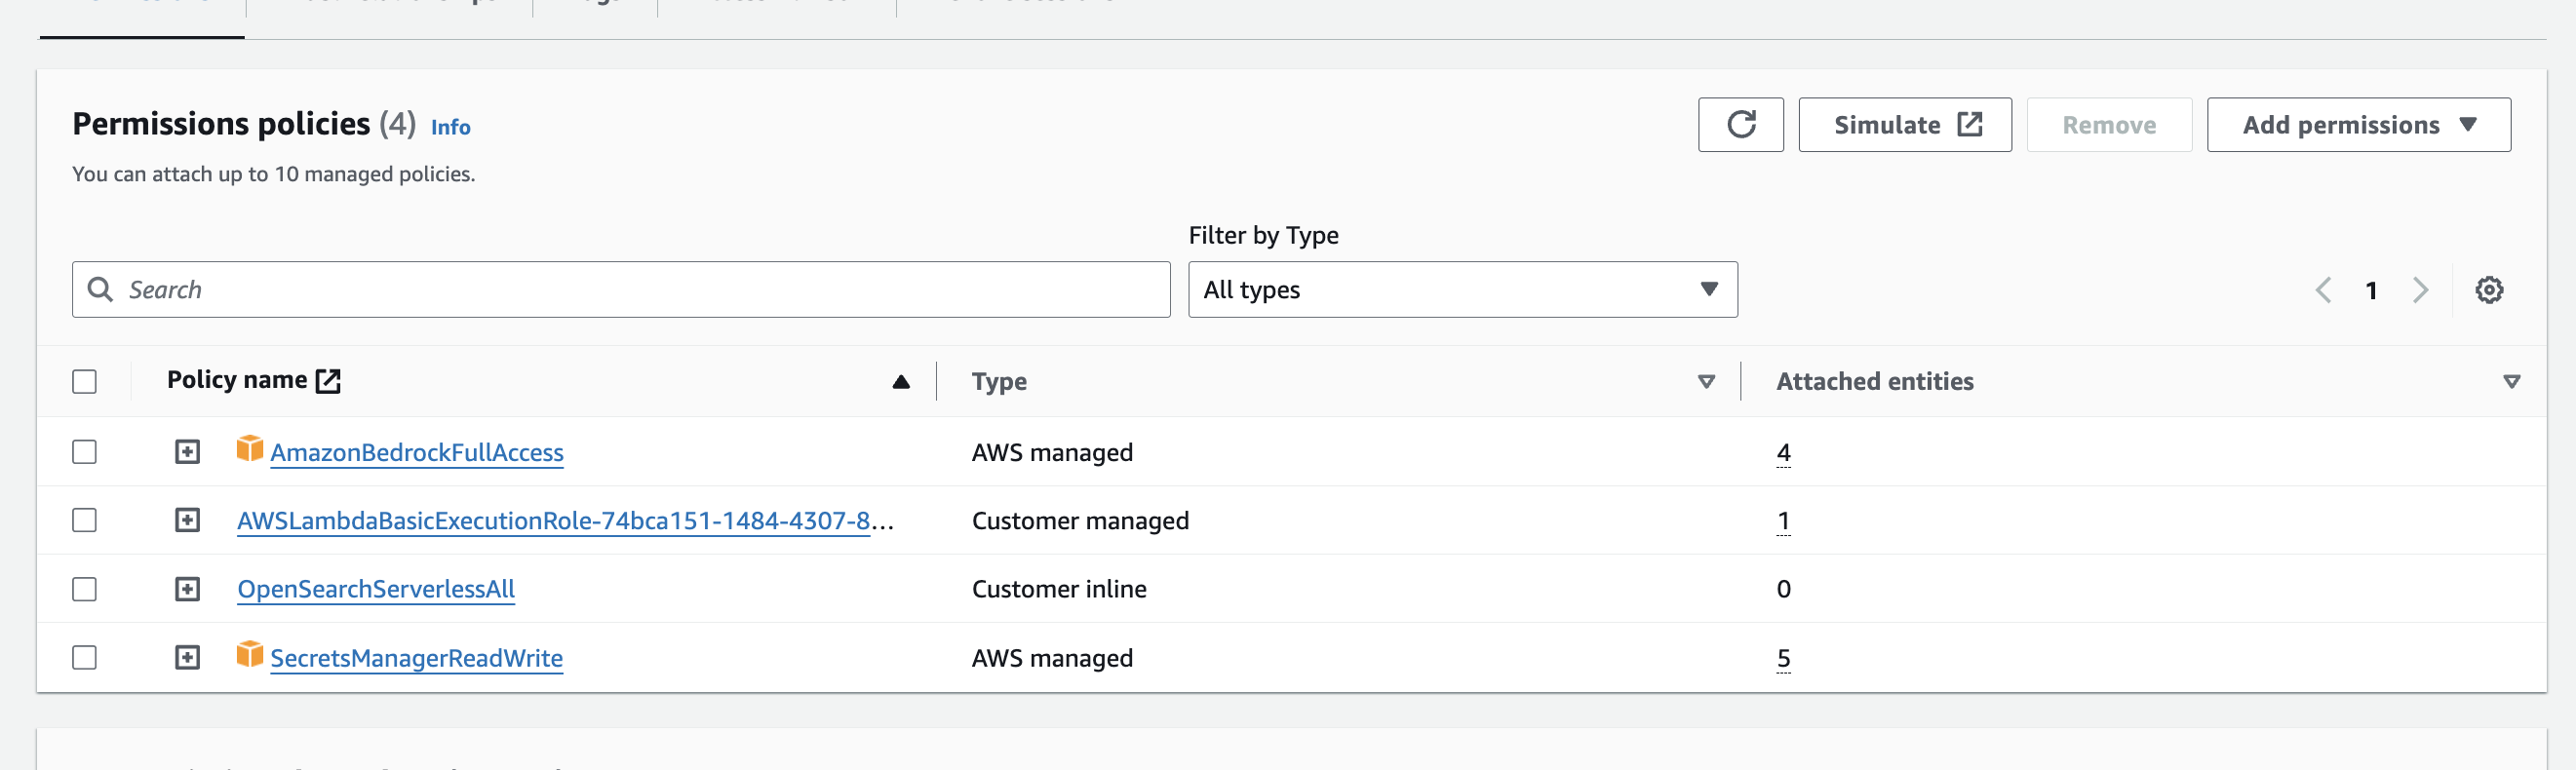 Permissions policies (4) Info
Simulate
Remove
Add permissions
You can attach up to 10 managed policies.
Filter by Type
Search
All types
1
Policy name
Type
Attached entities
AmazonBedrockFullAccess
AWS managed
4
AWSLambdaBasicExecutionRole-74bca151-1484-4307-8...
Customer managed
1
OpenSearchServerlessAll
Customer inline
0
SecretsManagerReadWrite
AWS managed
5